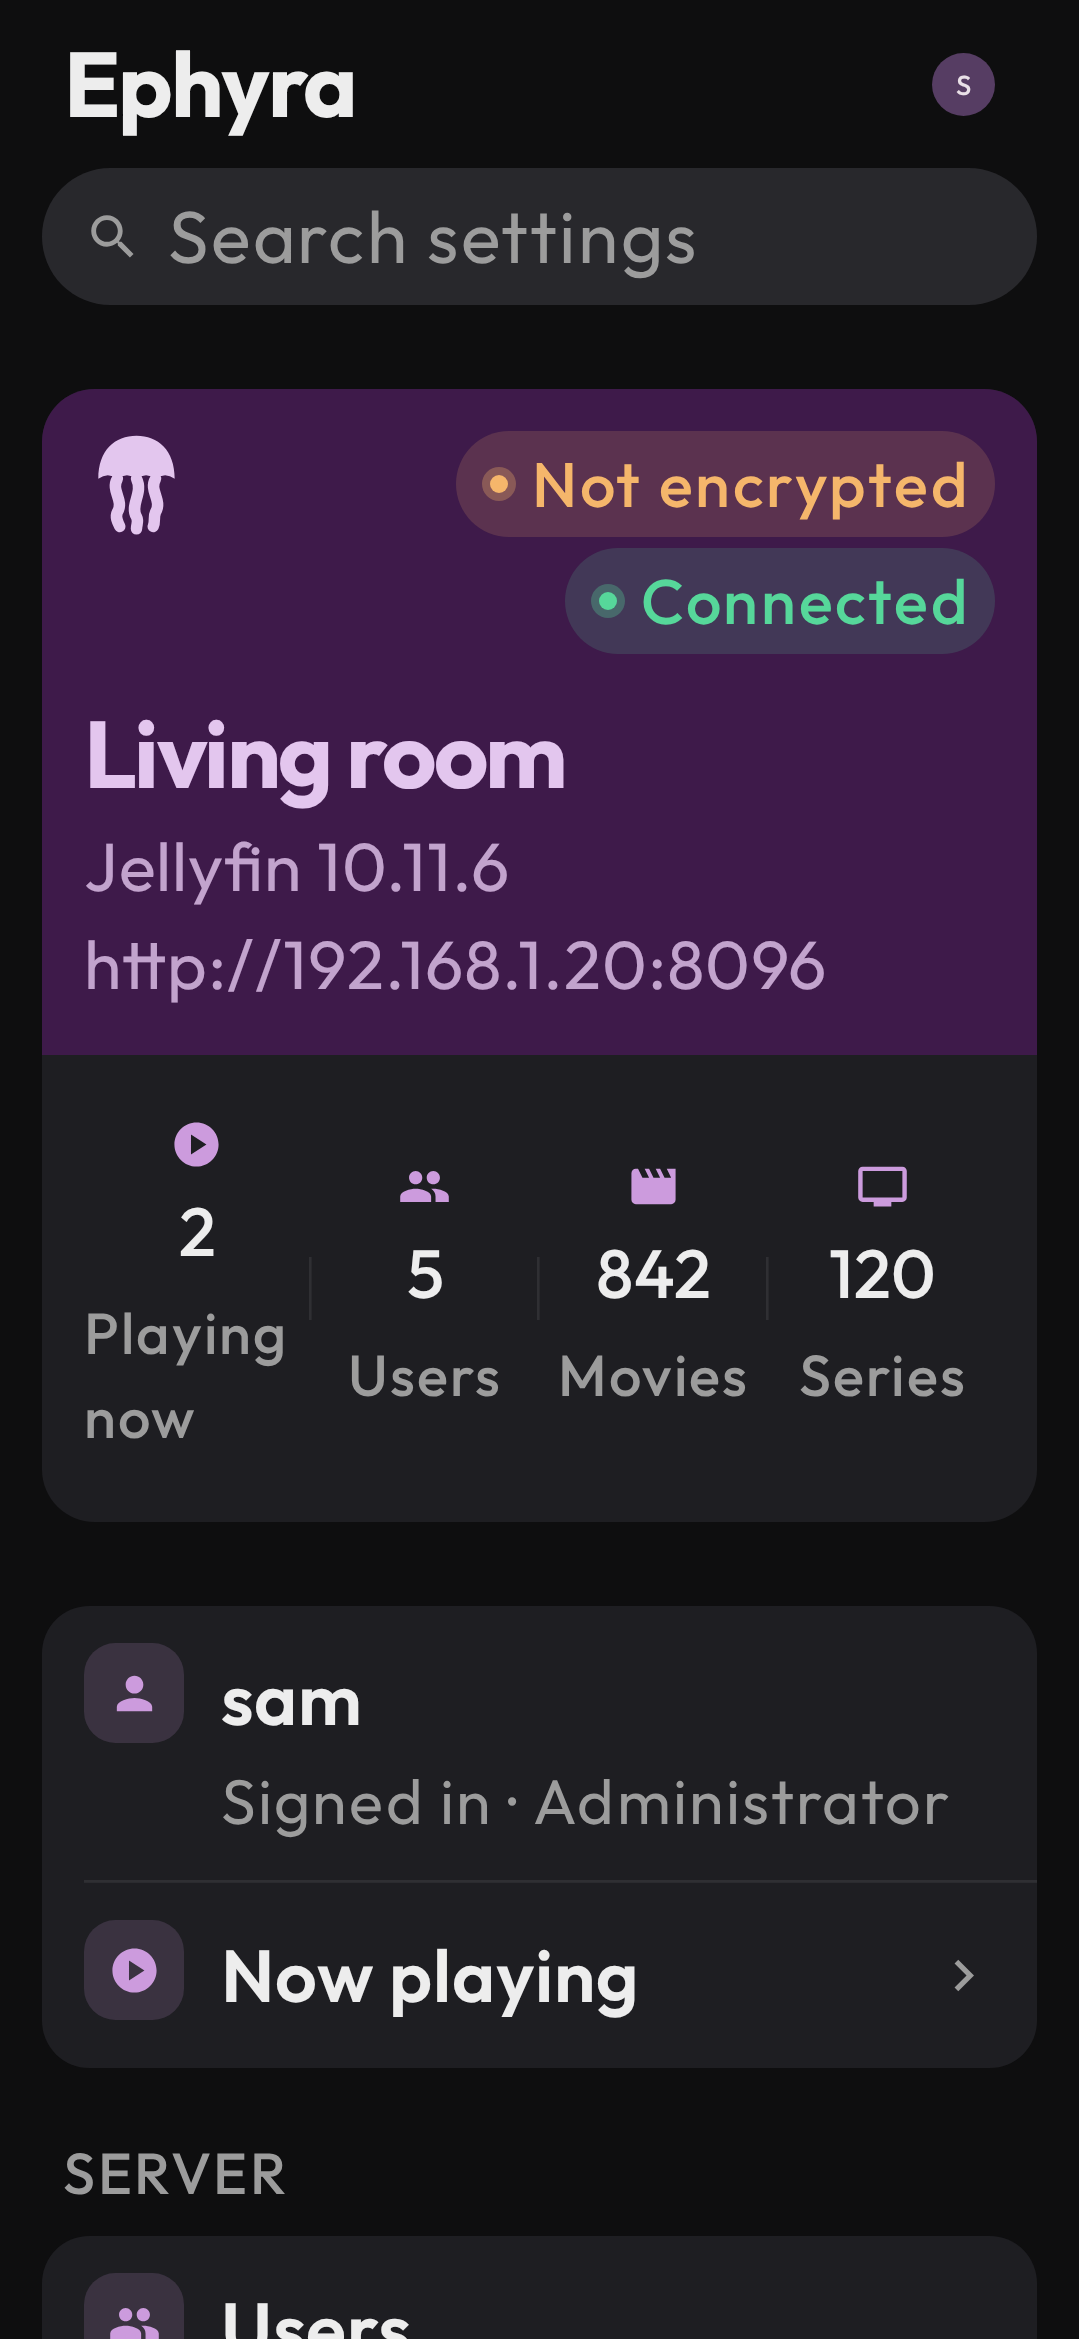 Ephyra
S
Search settings
Not encrypted
Connected
Living room
Jellyfin 10.11.6
http://192.168.1.20:8096
2
Playing
now
5
Users
842
Movies
120
Series
sam
Signed in · Administrator
Now playing
SERVER
Users